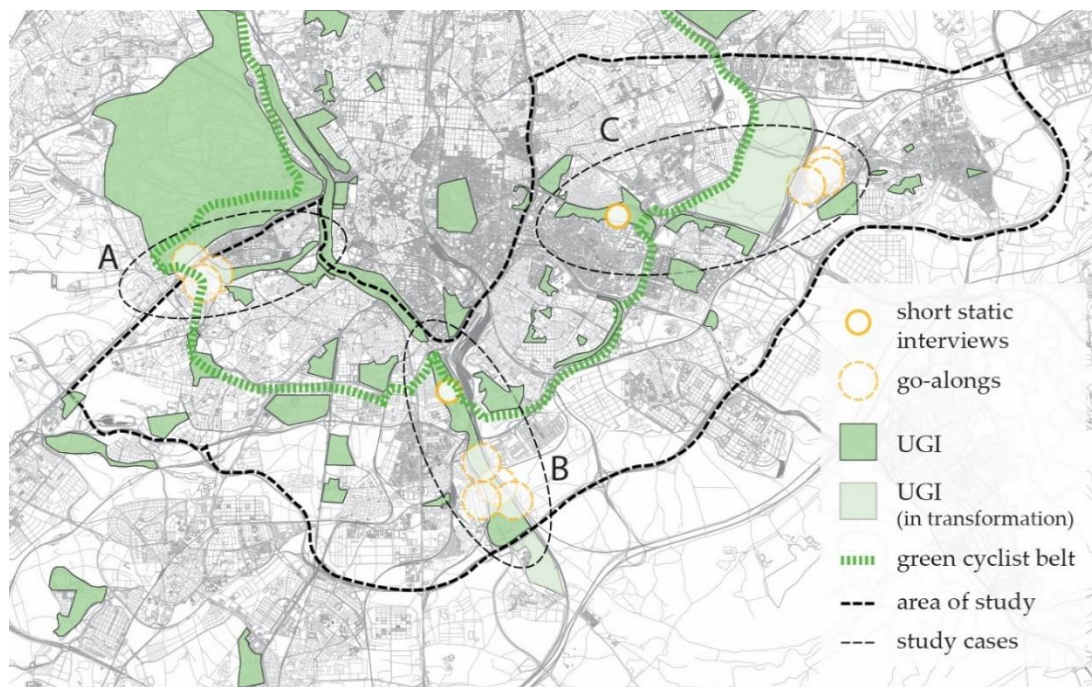 A
C
B
short static
interviews
go-alongs
UGI
UGI
(in transformation)
green cyclist belt
area of study
study cases